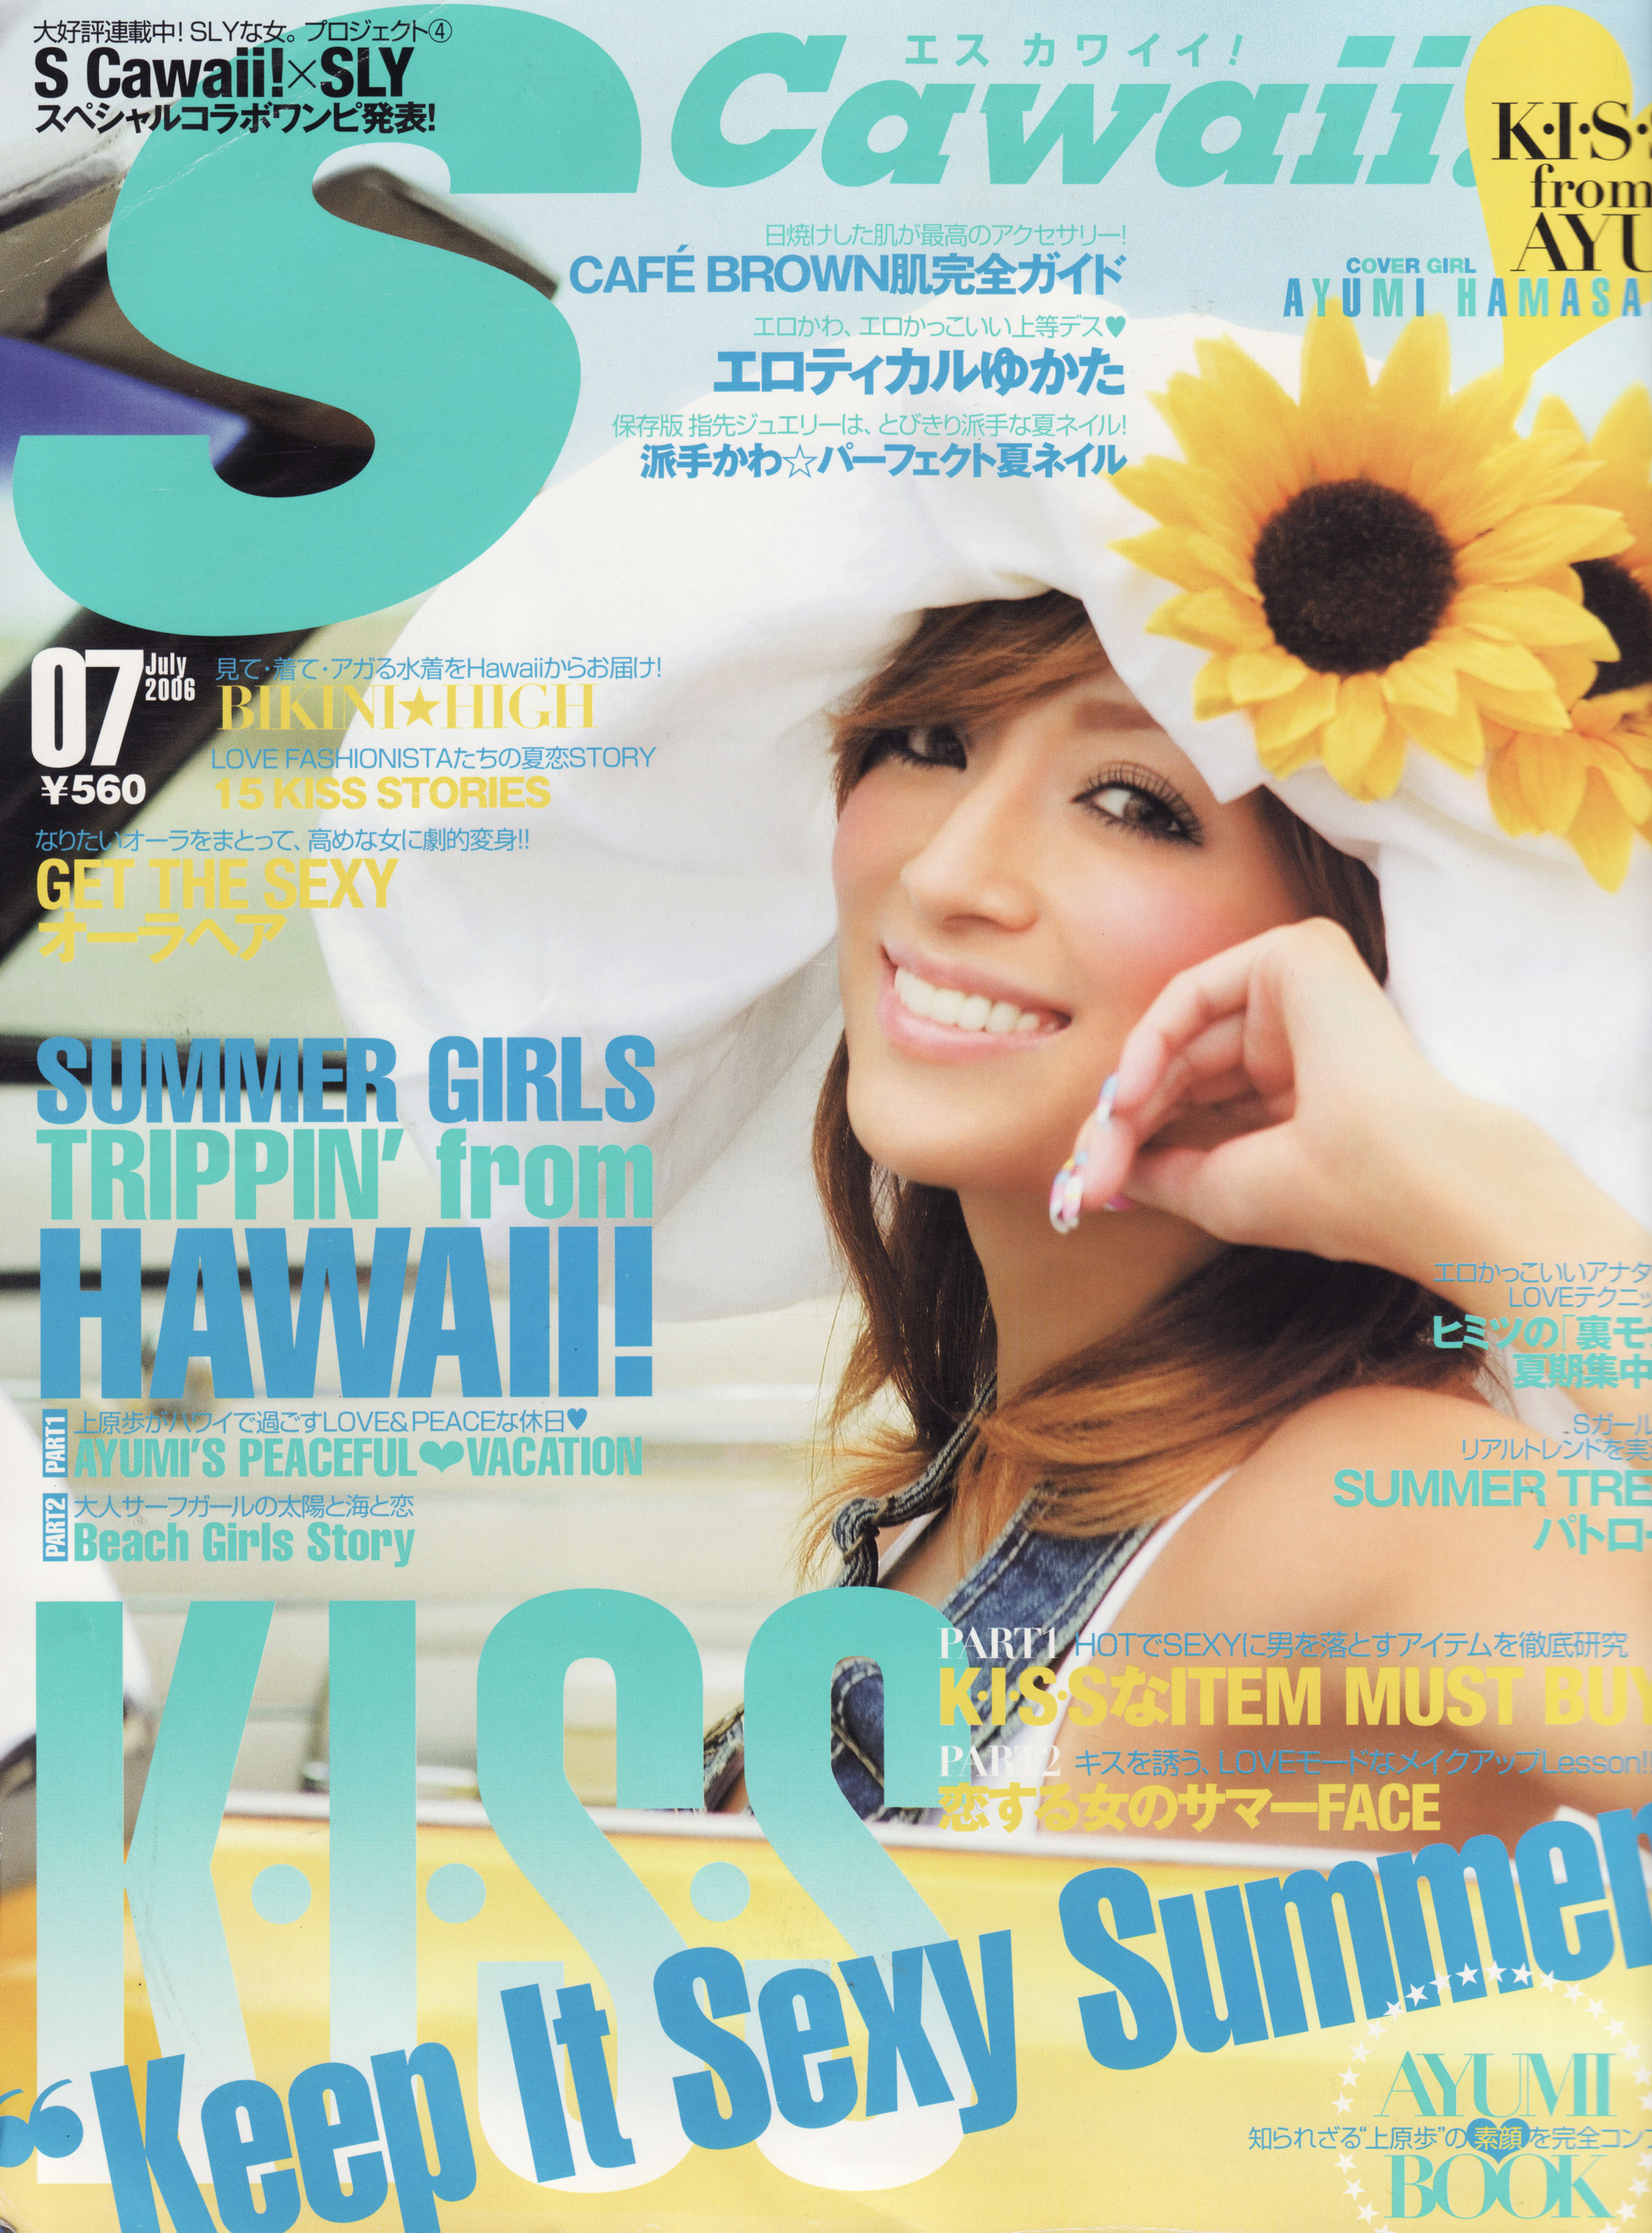 大好評連載中! SLYな女。プロジェクト④
S Cawaii!×SLY
スペシャルコラボワンピ発表!
エス カワイイ!
S Cawaii!
K·I·S·S
from
AYU
COVER GIRL
AYUMI HAMASA
日焼けした肌が最高のアクセサリー!
CAFÉ BROWN肌完全ガイド
エロかわ、エロかっこいい上等デス♥
エロティカルゆかた
保存版 指先ジュエリーは、とびきり派手な夏ネイル!
派手かわ☆パーフェクト夏ネイル
07
July
2006
¥560
見て・着て・アガる水着をHawaiiからお届け!
BIKINI★HIGH
LOVE FASHIONISTAたちの夏恋STORY
15 KISS STORIES
なりたいオーラをまとって、高めな女に劇的変身!!
GET THE SEXY
オーラヘア
SUMMER GIRLS
TRIPPIN' from
HAWAII!
PART1 上原歩がハワイで過ごすLOVE&PEACEな休日♥
AYUMI'S PEACEFUL♥VACATION
PART2 大人サーフガールの太陽と海と恋
Beach Girls Story
エロかっこいいアナタ
LOVEテクニッ
ヒミツの「裏モ
夏期集中
Sガール
リアルトレンドを実
SUMMER TRE
パトロー
K·I·S·S
PART1 HOTでSEXYに男を落とすアイテムを徹底研究
K·I·S·SなITEM MUST BUY
PART2 キスを誘う、LOVEモードなメイクアップLesson!!
恋する女のサマーFACE
“Keep It Sexy Summer
AYUMI
知られざる“上原歩”の素顔を完全コンプ
BOOK